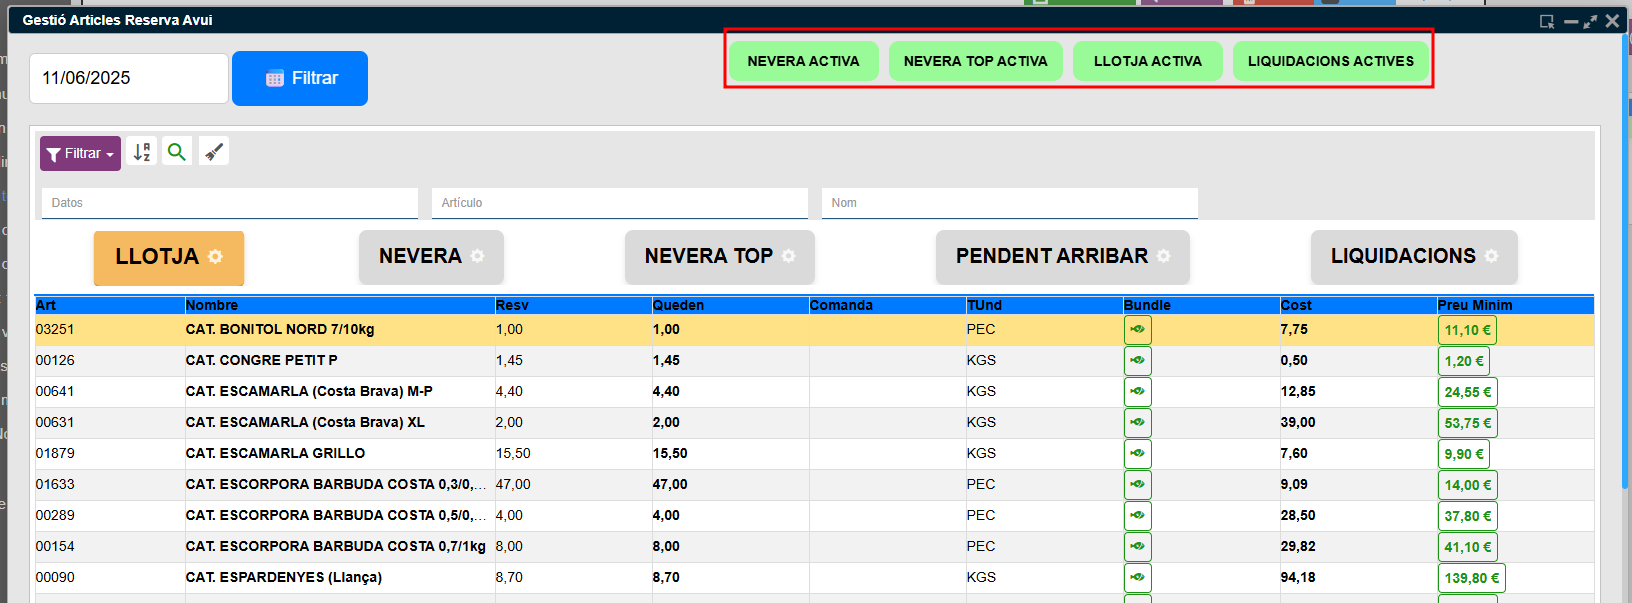 Gestió Articles Reserva Avui
11/06/2025 Filtrar NEVERA ACTIVA NEVERA TOP ACTIVA LLOTJA ACTIVA LIQUIDACIONS ACTIVES
Filtrar
Datos Artículo Nom
LLOTJA NEVERA NEVERA TOP PENDENT ARRIBAR LIQUIDACIONS
Art Nombre Resv Queden Comanda TUnd Bundle Cost Preu Minim
03251 CAT. BONITOL NORD 7/10kg 1,00 1,00 PEC 7,75 11,10 €
00126 CAT. CONGRE PETIT P 1,45 1,45 KGS 0,50 1,20 €
00641 CAT. ESCAMARLA (Costa Brava) M-P 4,40 4,40 KGS 12,85 24,55 €
00631 CAT. ESCAMARLA (Costa Brava) XL 2,00 2,00 KGS 39,00 53,75 €
01879 CAT. ESCAMARLA GRILLO 15,50 15,50 KGS 7,60 9,90 €
01633 CAT. ESCORPORA BARBUDA COSTA 0,3/0,... 47,00 47,00 PEC 9,09 14,00 €
00289 CAT. ESCORPORA BARBUDA COSTA 0,5/0,... 4,00 4,00 PEC 28,50 37,80 €
00154 CAT. ESCORPORA BARBUDA COSTA 0,7/1kg 8,00 8,00 PEC 29,82 41,10 €
00090 CAT. ESPARDENYES (Llança) 8,70 8,70 KGS 94,18 139,80 €